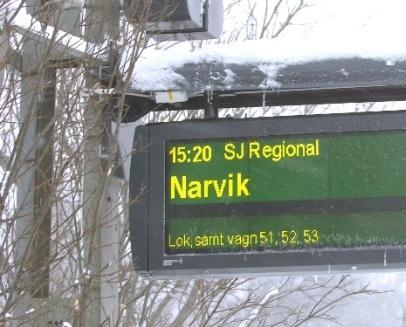 15:20 SJ Regional
Narvik
Lok, samt vagn 51, 52, 53